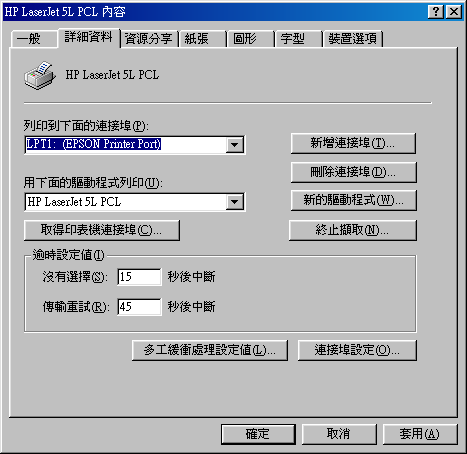 HP LaserJet 5L PCL 內容
一般 詳細資料 資源分享 紙張 圖形 字型 裝置選項
HP LaserJet 5L PCL
列印到下面的連接埠(P):
LPT1: (EPSON Printer Port)
新增連接埠(T)...
刪除連接埠(D)...
用下面的驅動程式列印(U):
HP LaserJet 5L PCL
新的驅動程式(W)...
取得印表機連接埠(C)...
終止擷取(N)...
逾時設定值(I)
沒有選擇(S): 15 秒後中斷
傳輸重試(R): 45 秒後中斷
多工緩衝處理設定值(L)...
連接埠設定(O)...
確定 取消 套用(A)